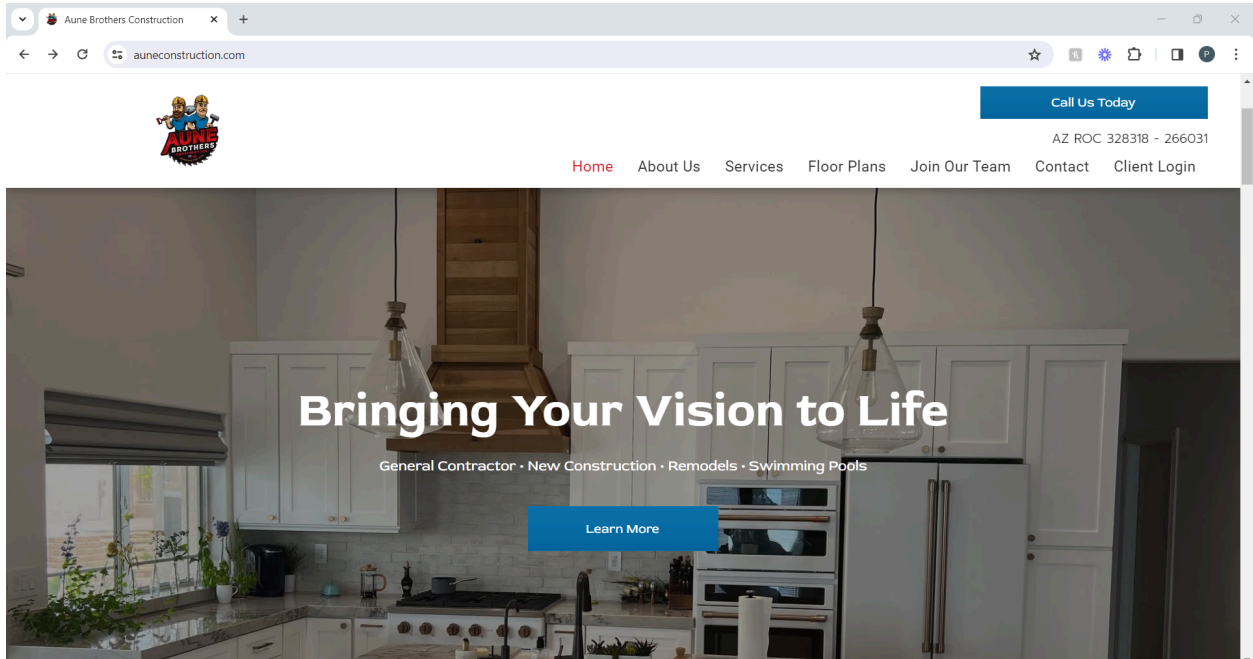 Aune Brothers Construction
auneconstruction.com
P
Call Us Today
AUNE
BROTHERS
AZ ROC 328318 - 266031
Home About Us Services Floor Plans Join Our Team Contact Client Login
Bringing Your Vision to Life
General Contractor • New Construction • Remodels • Swimming Pools
Learn More